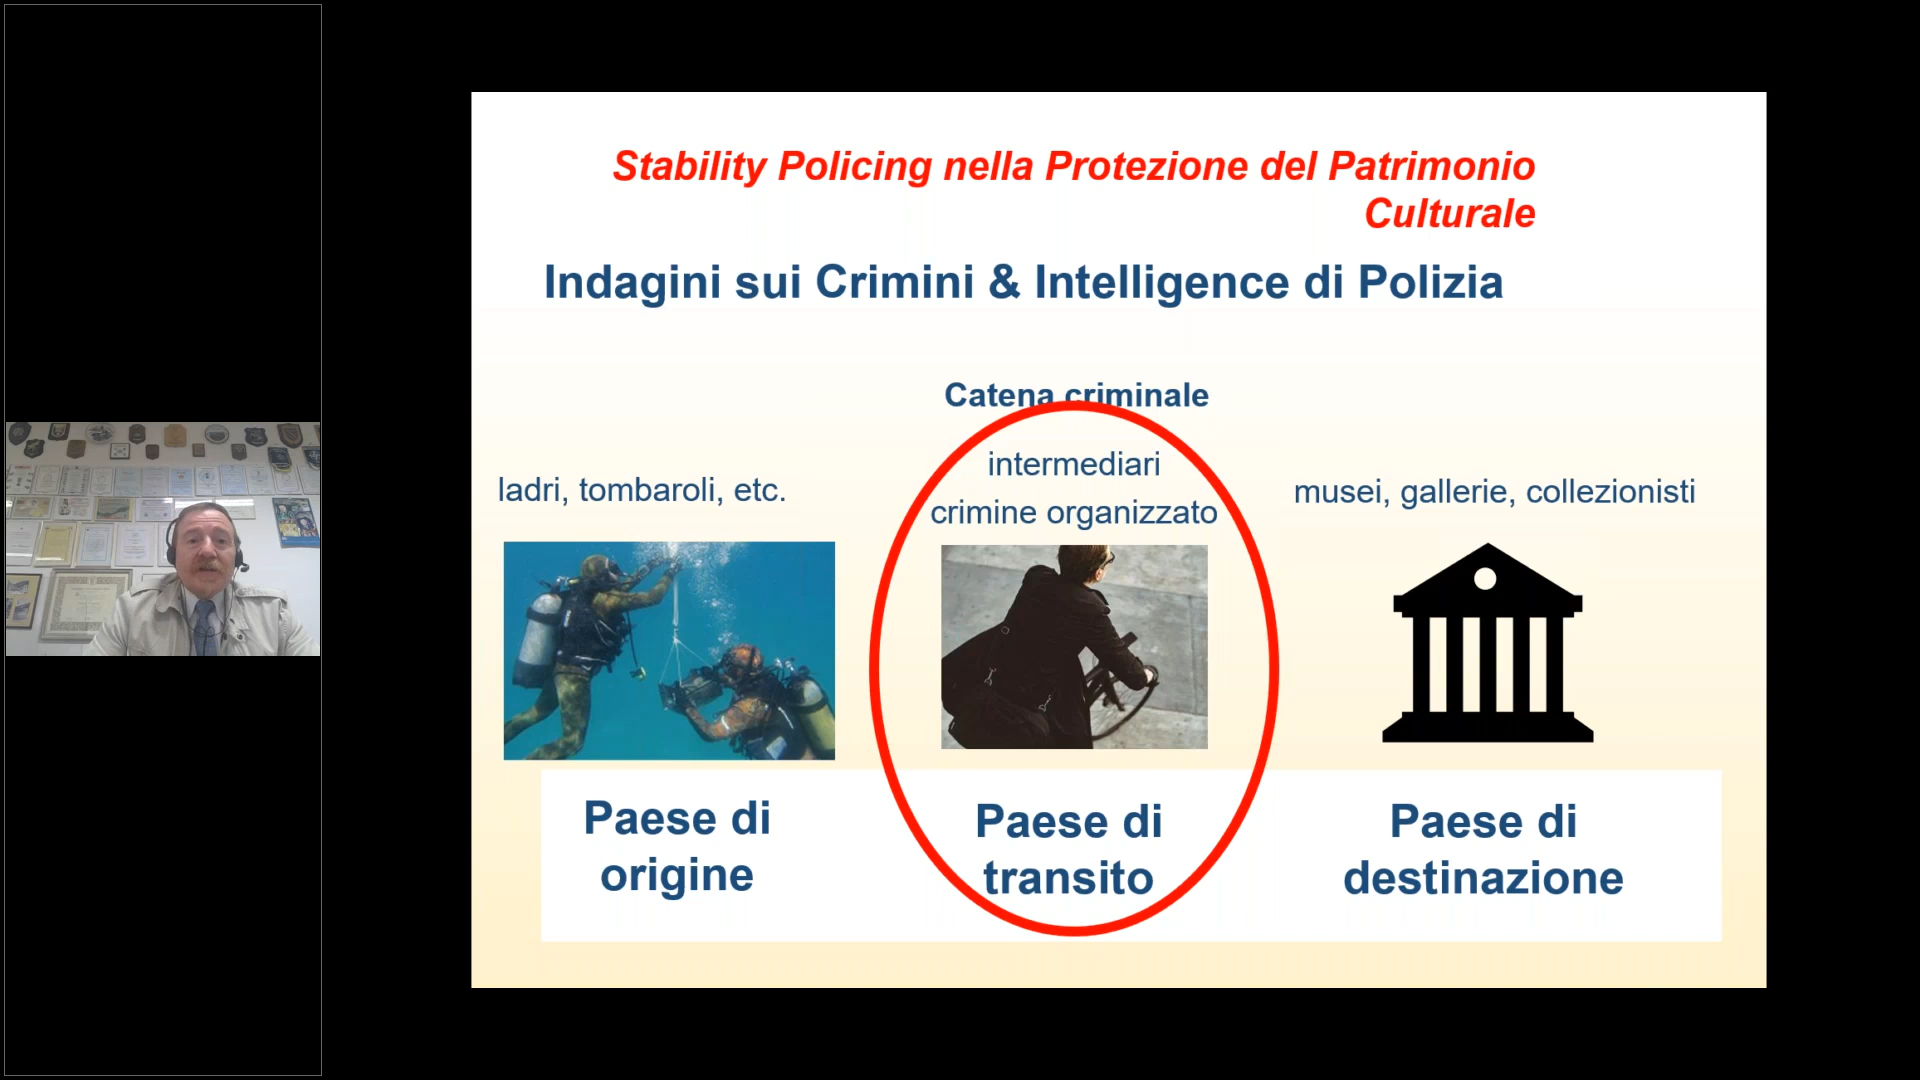 Stability Policing nella Protezione del Patrimonio
Culturale
Indagini sui Crimini & Intelligence di Polizia
Catena criminale
ladri, tombaroli, etc.
intermediari
crimine organizzato
musei, gallerie, collezionisti
Paese di
origine
Paese di
transito
Paese di
destinazione